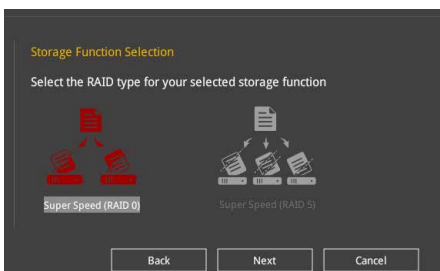 Storage Function Selection
Select the RAID type for your selected storage function
Super Speed (RAID 0)
Super Speed (RAID 5)
Back
Next
Cancel